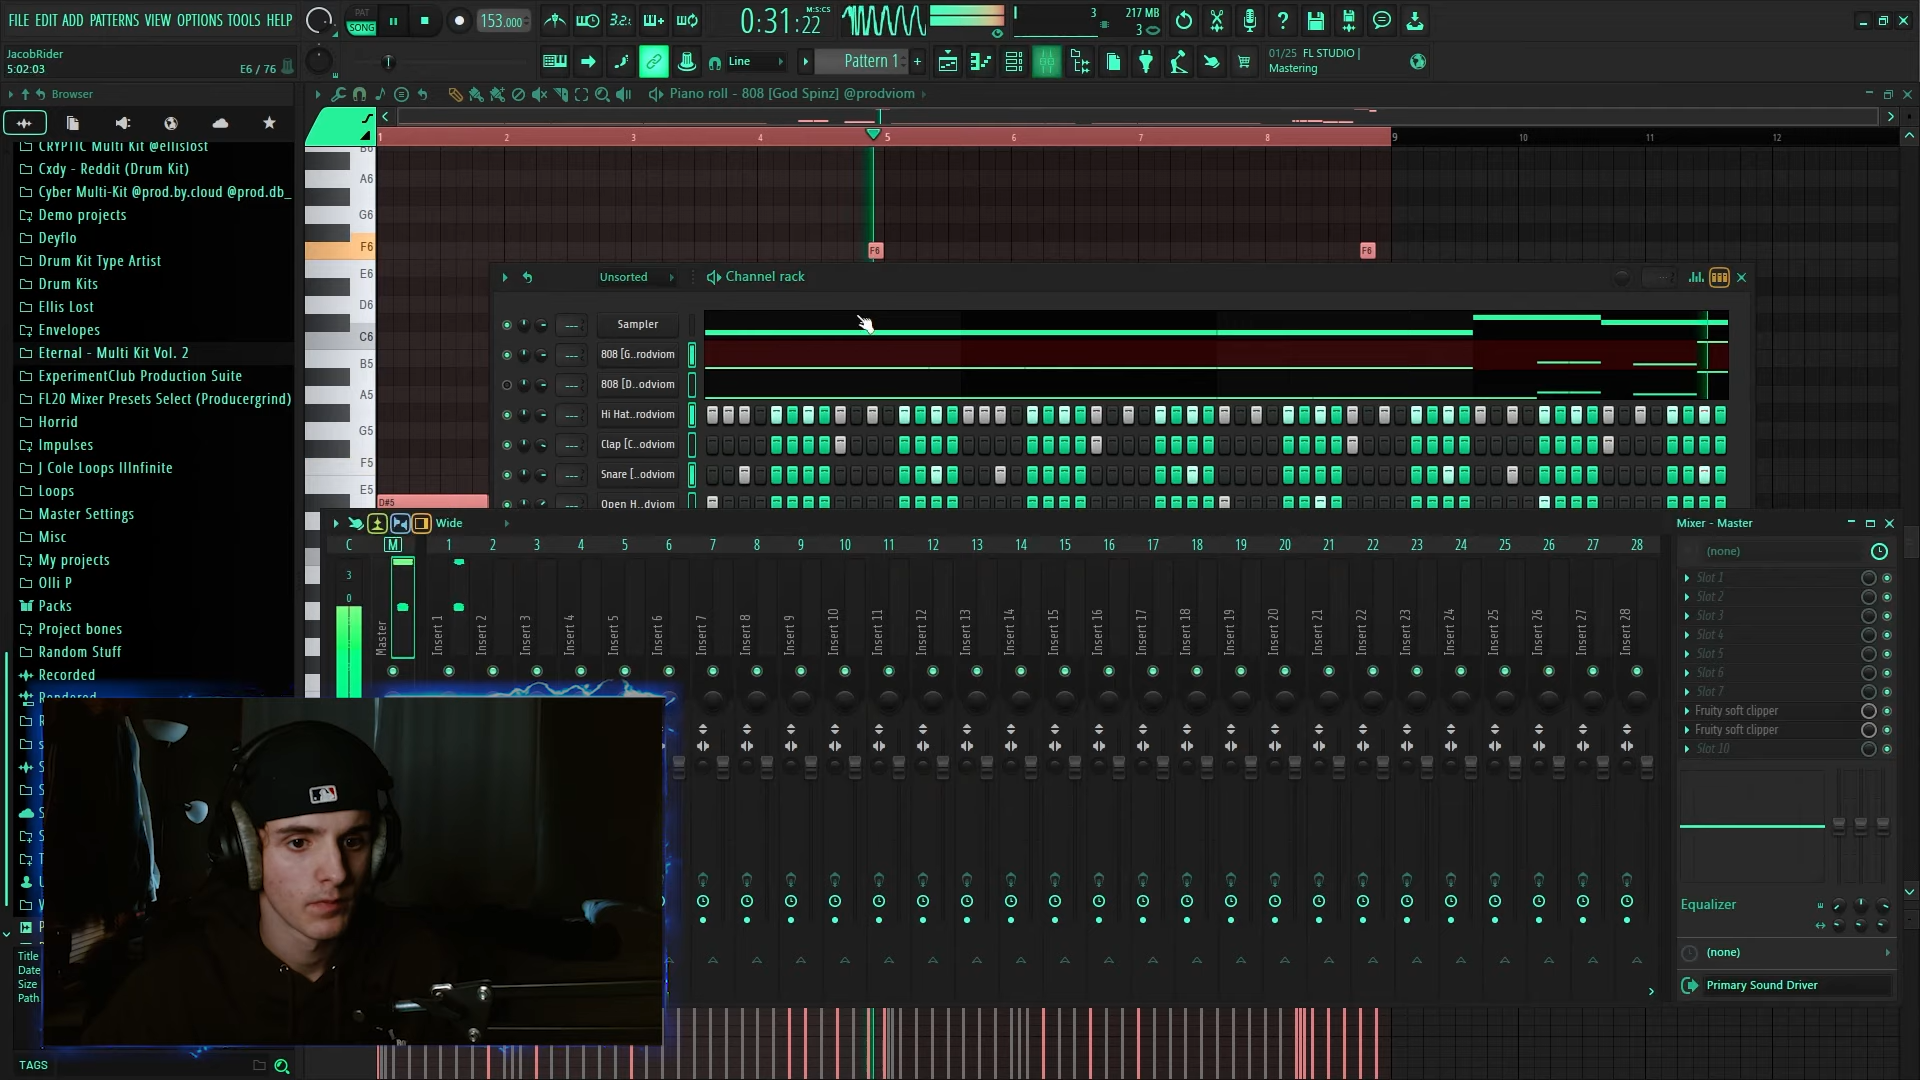 FILE EDIT ADD PATTERNS VIEW OPTIONS TOOLS HELP
PAT
SONG
153.000
3.2:
0:31:22
M:S:CS
3
217 MB
3
JacobRider
5:02:03
E6 / 76
Line
Pattern 1
01/25 FL STUDIO |
Mastering
Browser
Piano roll - 808 [God Spinz] @prodviom
CRYPTIC Multi Kit @ellislost
Cxdy - Reddit (Drum Kit)
Cyber Multi-Kit @prod.by.cloud @prod.db_
Demo projects
Deyflo
Drum Kit Type Artist
Drum Kits
Ellis Lost
Envelopes
Eternal - Multi Kit Vol. 2
ExperimentClub Production Suite
FL20 Mixer Presets Select (Producergrind)
Horrid
Impulses
J Cole Loops IIInfinite
Loops
Master Settings
Misc
My projects
Olli P
Packs
Project bones
Random Stuff
Recorded
Rendered
Title
Date
Size
Path
TAGS
1 2 3 4 5 6 7 8 9 10 11 12
B6
A6
G6
F6
E6
D6
C6
B5
A5
G5
F5
E5
F6
F6
D#5
Unsorted
Channel rack
Sampler
808 [G..rodviom
808 [D..odviom
Hi Hat..rodviom
Clap [C..odviom
Snare [..odviom
Open H..dviom
Wide
Mixer - Master
C M 1 2 3 4 5 6 7 8 9 10 11 12 13 14 15 16 17 18 19 20 21 22 23 24 25 26 27 28
3
0
Master
Insert 1
Insert 2
Insert 3
Insert 4
Insert 5
Insert 6
Insert 7
Insert 8
Insert 9
Insert 10
Insert 11
Insert 12
Insert 13
Insert 14
Insert 15
Insert 16
Insert 17
Insert 18
Insert 19
Insert 20
Insert 21
Insert 22
Insert 23
Insert 24
Insert 25
Insert 26
Insert 27
Insert 28
(none)
Slot 1
Slot 2
Slot 3
Slot 4
Slot 5
Slot 6
Slot 7
Fruity soft clipper
Fruity soft clipper
Slot 10
Equalizer
(none)
Primary Sound Driver